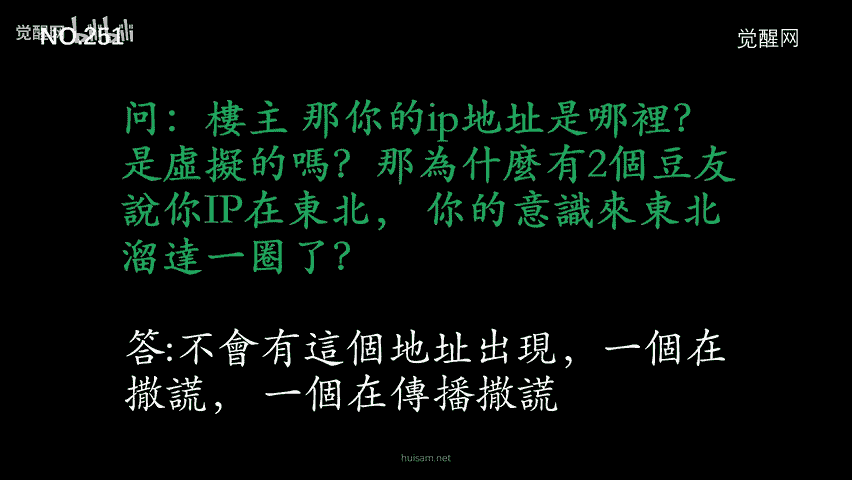 觉醒网
NO.251
觉醒网
问：樓主 那你的ip地址是哪裡？
是虛擬的嗎？那為什麼有2個豆友
說你IP在東北， 你的意識來東北
溜達一圈了？
答:不會有這個地址出現，一個在
撒謊， 一個在傳播撒謊
huisam.net